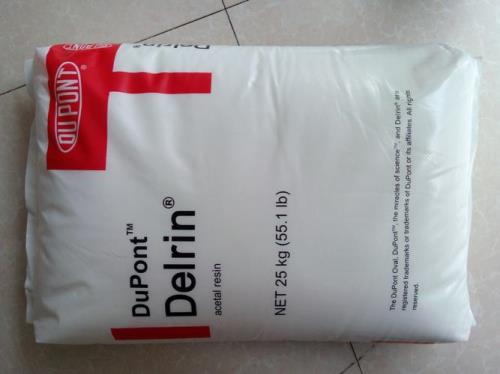 DUPONT®
Delrin®
DuPont™
Delrin®
acetal resin
NET 25 kg (55.1 lb)
The DuPont Oval, DuPont™, the miracles of science™, and Delrin® are
registered trademarks or trademarks of DuPont or its affiliates. All rights
reserved.